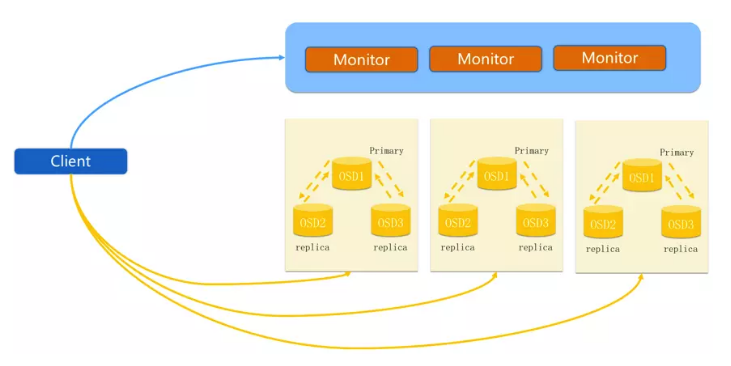 Monitor
Monitor
Monitor
Client
Primary
OSD1
OSD2
OSD3
replica
replica
Primary
OSD1
OSD2
OSD3
replica
replica
Primary
OSD1
OSD2
OSD3
replica
replica